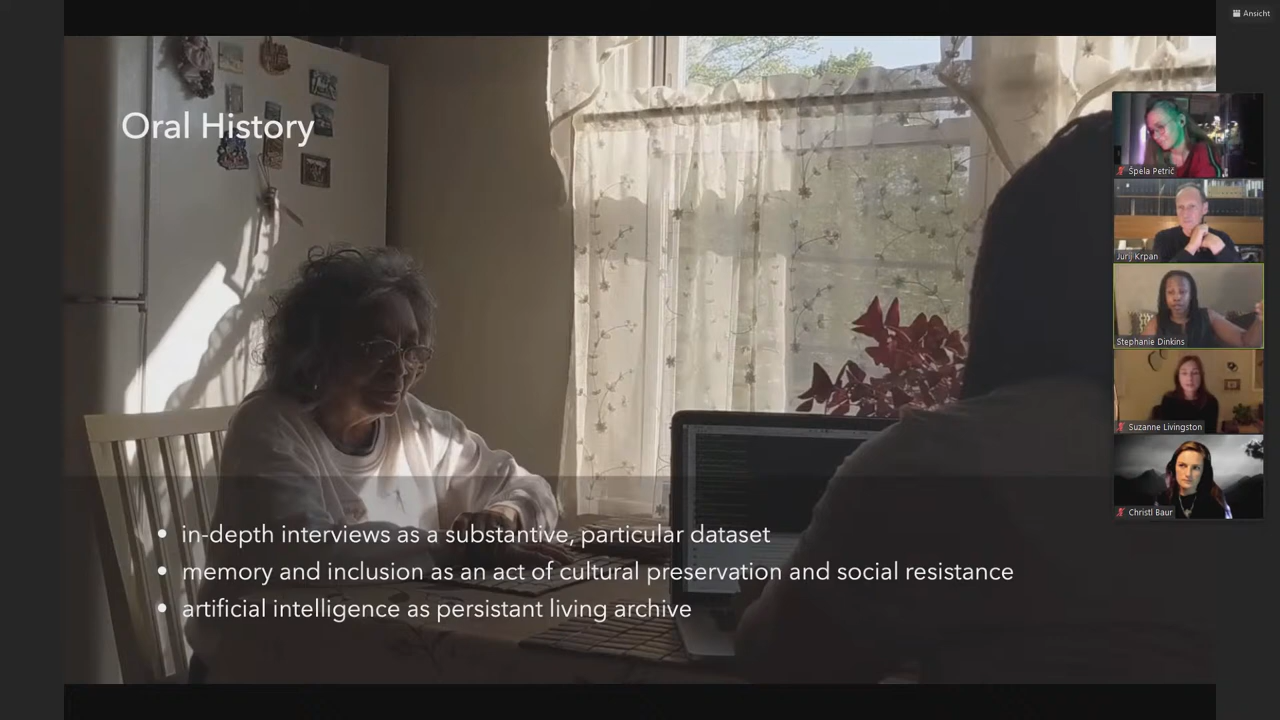 Ansicht
Oral History
Špela Petrič
Jurij Krpan
Stephanie Dinkins
Suzanne Livingston
Christl Baur
• in-depth interviews as a substantive, particular dataset
• memory and inclusion as an act of cultural preservation and social resistance
• artificial intelligence as persistant living archive